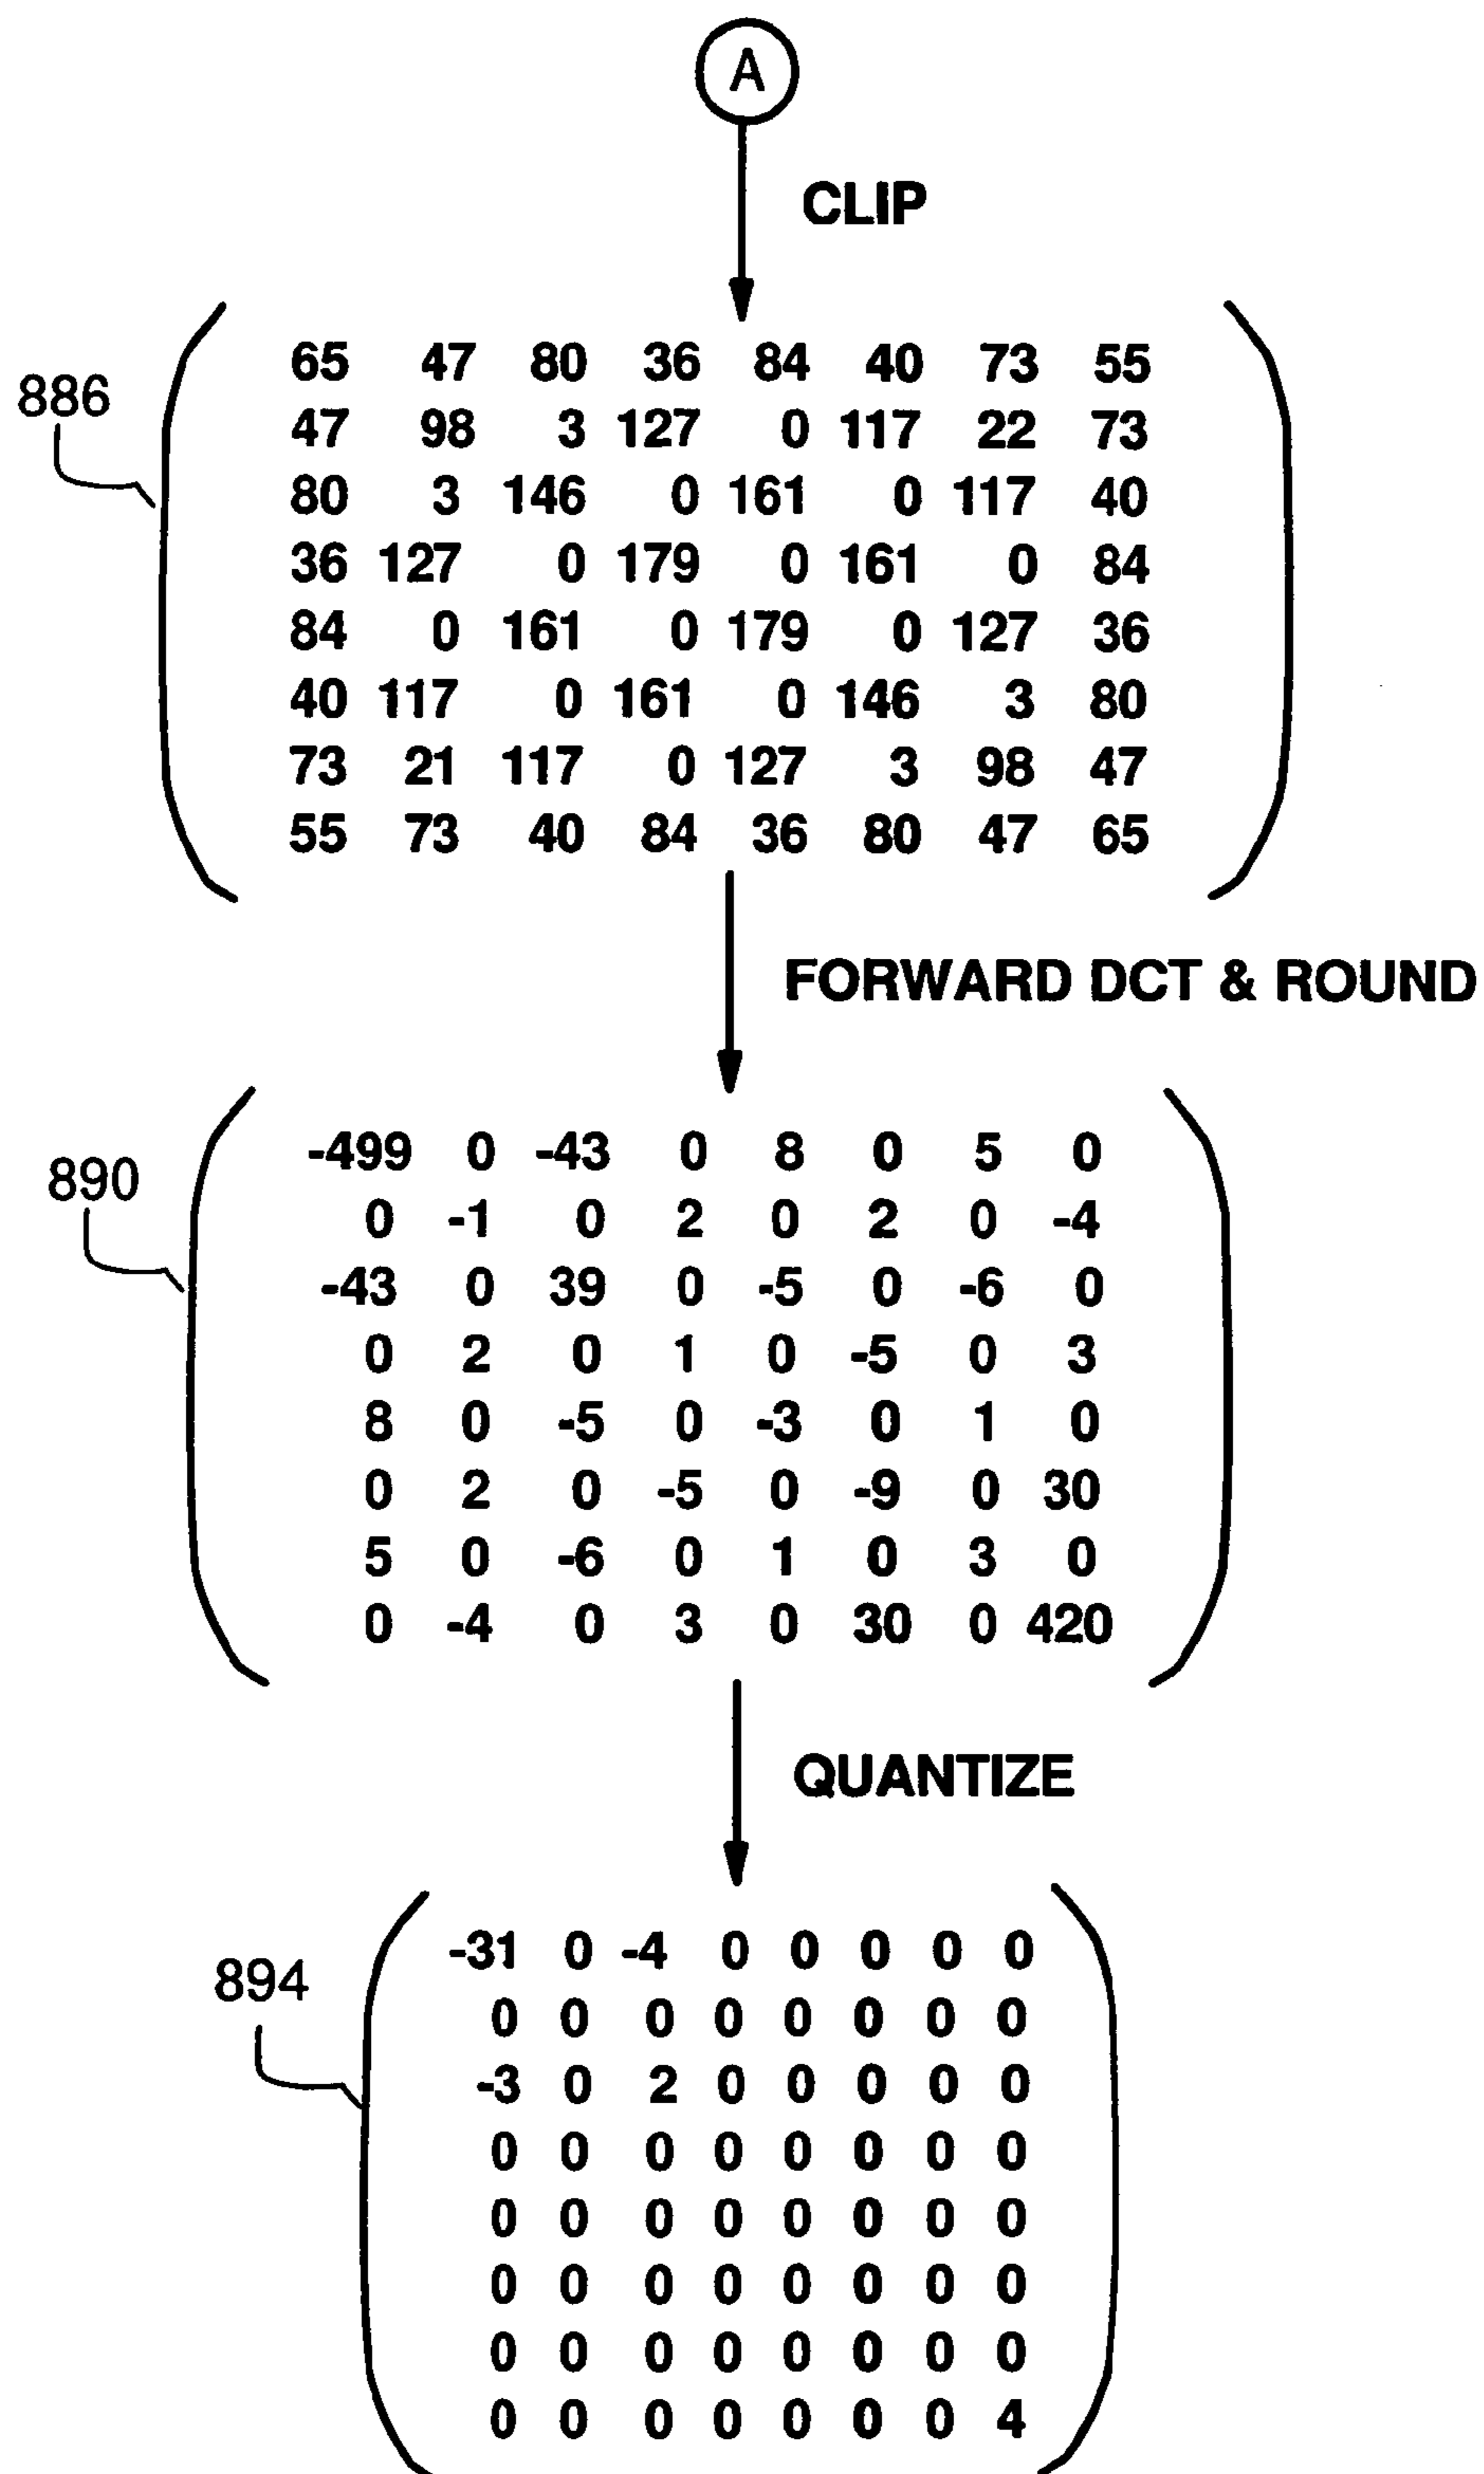 A
CLIP
886
65 47 80 36 84 40 73 55
47 98 3 127 0 117 22 73
80 3 146 0 161 0 117 40
36 127 0 179 0 161 0 84
84 0 161 0 179 0 127 36
40 117 0 161 0 146 3 80
73 21 117 0 127 3 98 47
55 73 40 84 36 80 47 65
FORWARD DCT & ROUND
890
-499 0 -43 0 8 0 5 0
0 -1 0 2 0 2 0 -4
-43 0 39 0 -5 0 -6 0
0 2 0 1 0 -5 0 3
8 0 -5 0 -3 0 1 0
0 2 0 -5 0 -9 0 30
5 0 -6 0 1 0 3 0
0 -4 0 3 0 30 0 420
QUANTIZE
894
-31 0 -4 0 0 0 0 0
0 0 0 0 0 0 0 0
-3 0 2 0 0 0 0 0
0 0 0 0 0 0 0 0
0 0 0 0 0 0 0 0
0 0 0 0 0 0 0 0
0 0 0 0 0 0 0 0
0 0 0 0 0 0 0 4